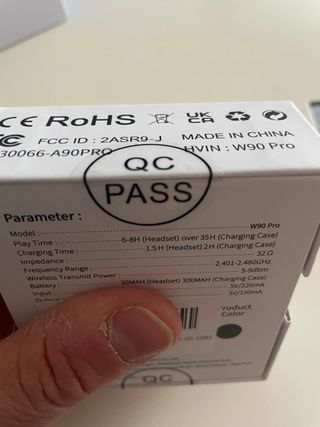 CE RoHS UK CA
FC FCC ID : 2ASR9-J MADE IN CHINA
30066-A90PRO HVIN : W90 Pro
QC
PASS
Parameter :
Model W90 Pro
Play Time : 6-8H (Headset) over 35H (Charging Case)
Charging Time : 1.5 H (Headset) 2H (Charging Case)
Impedance : 32 Ω
Frequency Range : 2.401-2.480GHz
Wireless Transmit Power : 5-9dbm
Battery 30MAH (Headset) 300MAH (Charging Case)
Input 5V/220mA
5V/150mA
Product
Color
QC